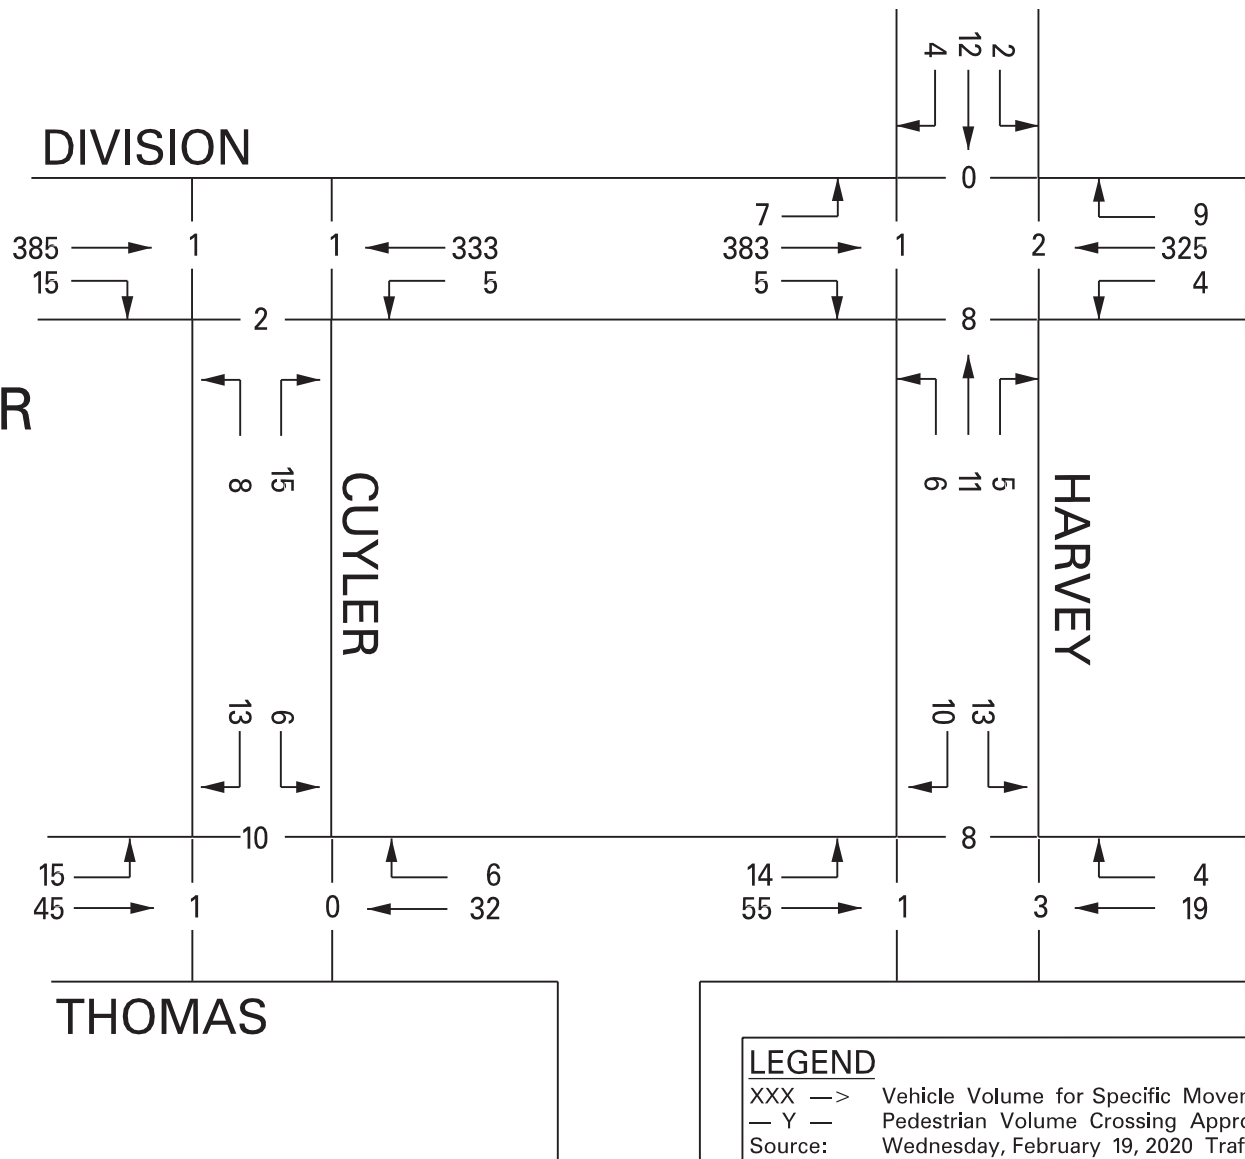 4 12 2
DIVISION
0
7 9
385 1 1 333 383 1 2 325
15 5 5 4
2 8
R
8 15 6 11 5
CUYLER
HARVEY
13 6 10 13
10 8
15 6 14 4
45 1 0 32 55 1 3 19
THOMAS
LEGEND
XXX —> Vehicle Volume for Specific
— Y — Pedestrian Volume Crossing
Source: Wednesday, February 19, 2020